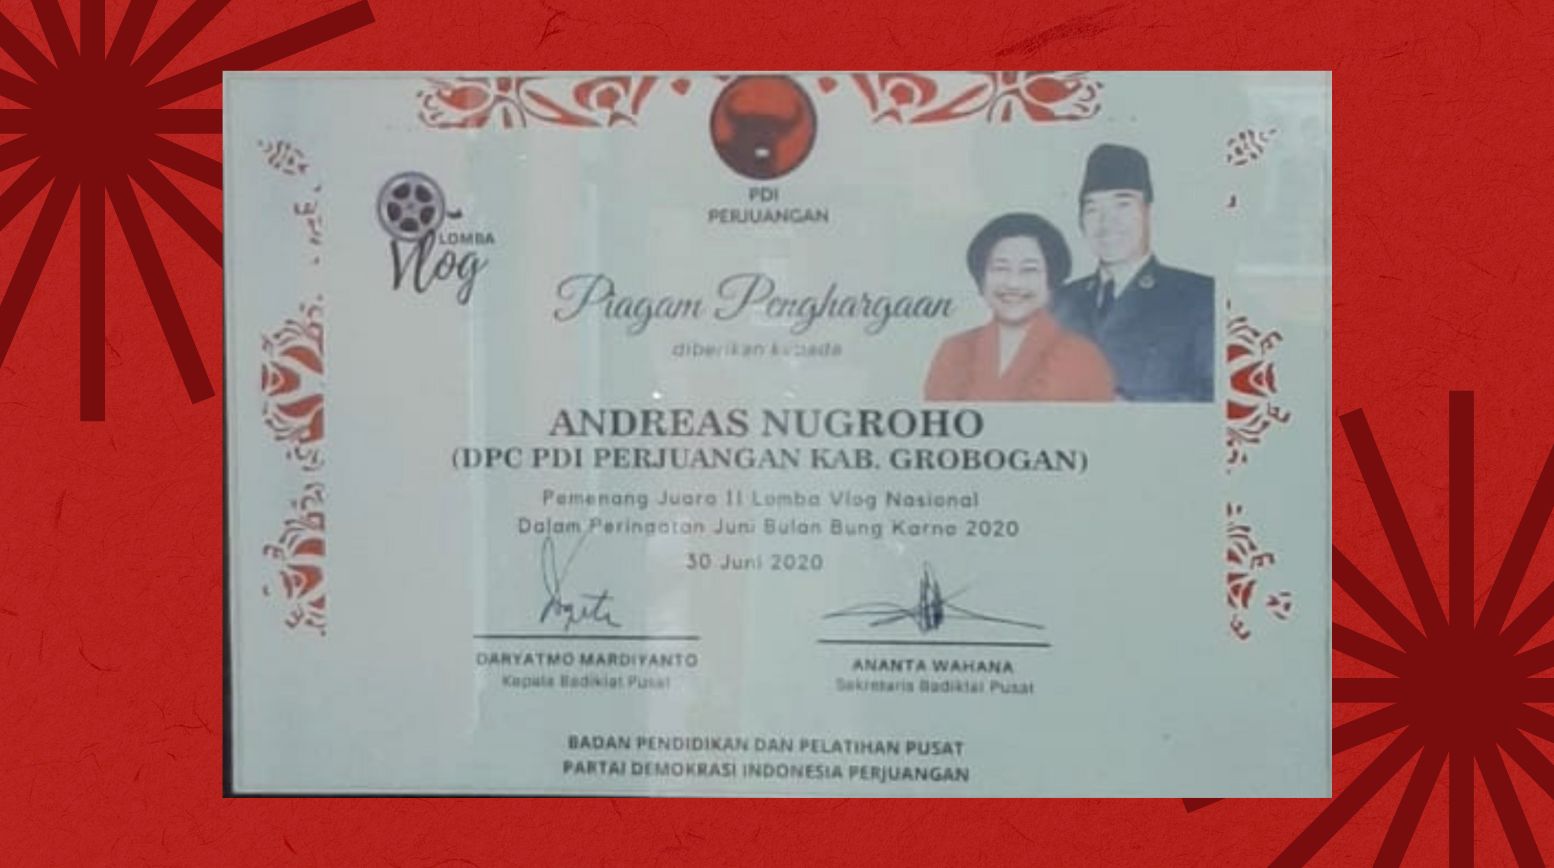 PDI
PERJUANGAN
LOMBA
Vlog
Piagam Penghargaan
diberikan kepada
ANDREAS NUGROHO
(DPC PDI PERJUANGAN KAB. GROBOGAN)
Pemenang Juara II Lomba Vlog Nasional
Dalam Peringatan Juni Bulan Bung Karno 2020
30 Juni 2020
DARYATMO MARDIYANTO
Kepala Badiklat Pusat
ANANTA WAHANA
Sekretaris Badiklat Pusat
BADAN PENDIDIKAN DAN PELATIHAN PUSAT
PARTAI DEMOKRASI INDONESIA PERJUANGAN